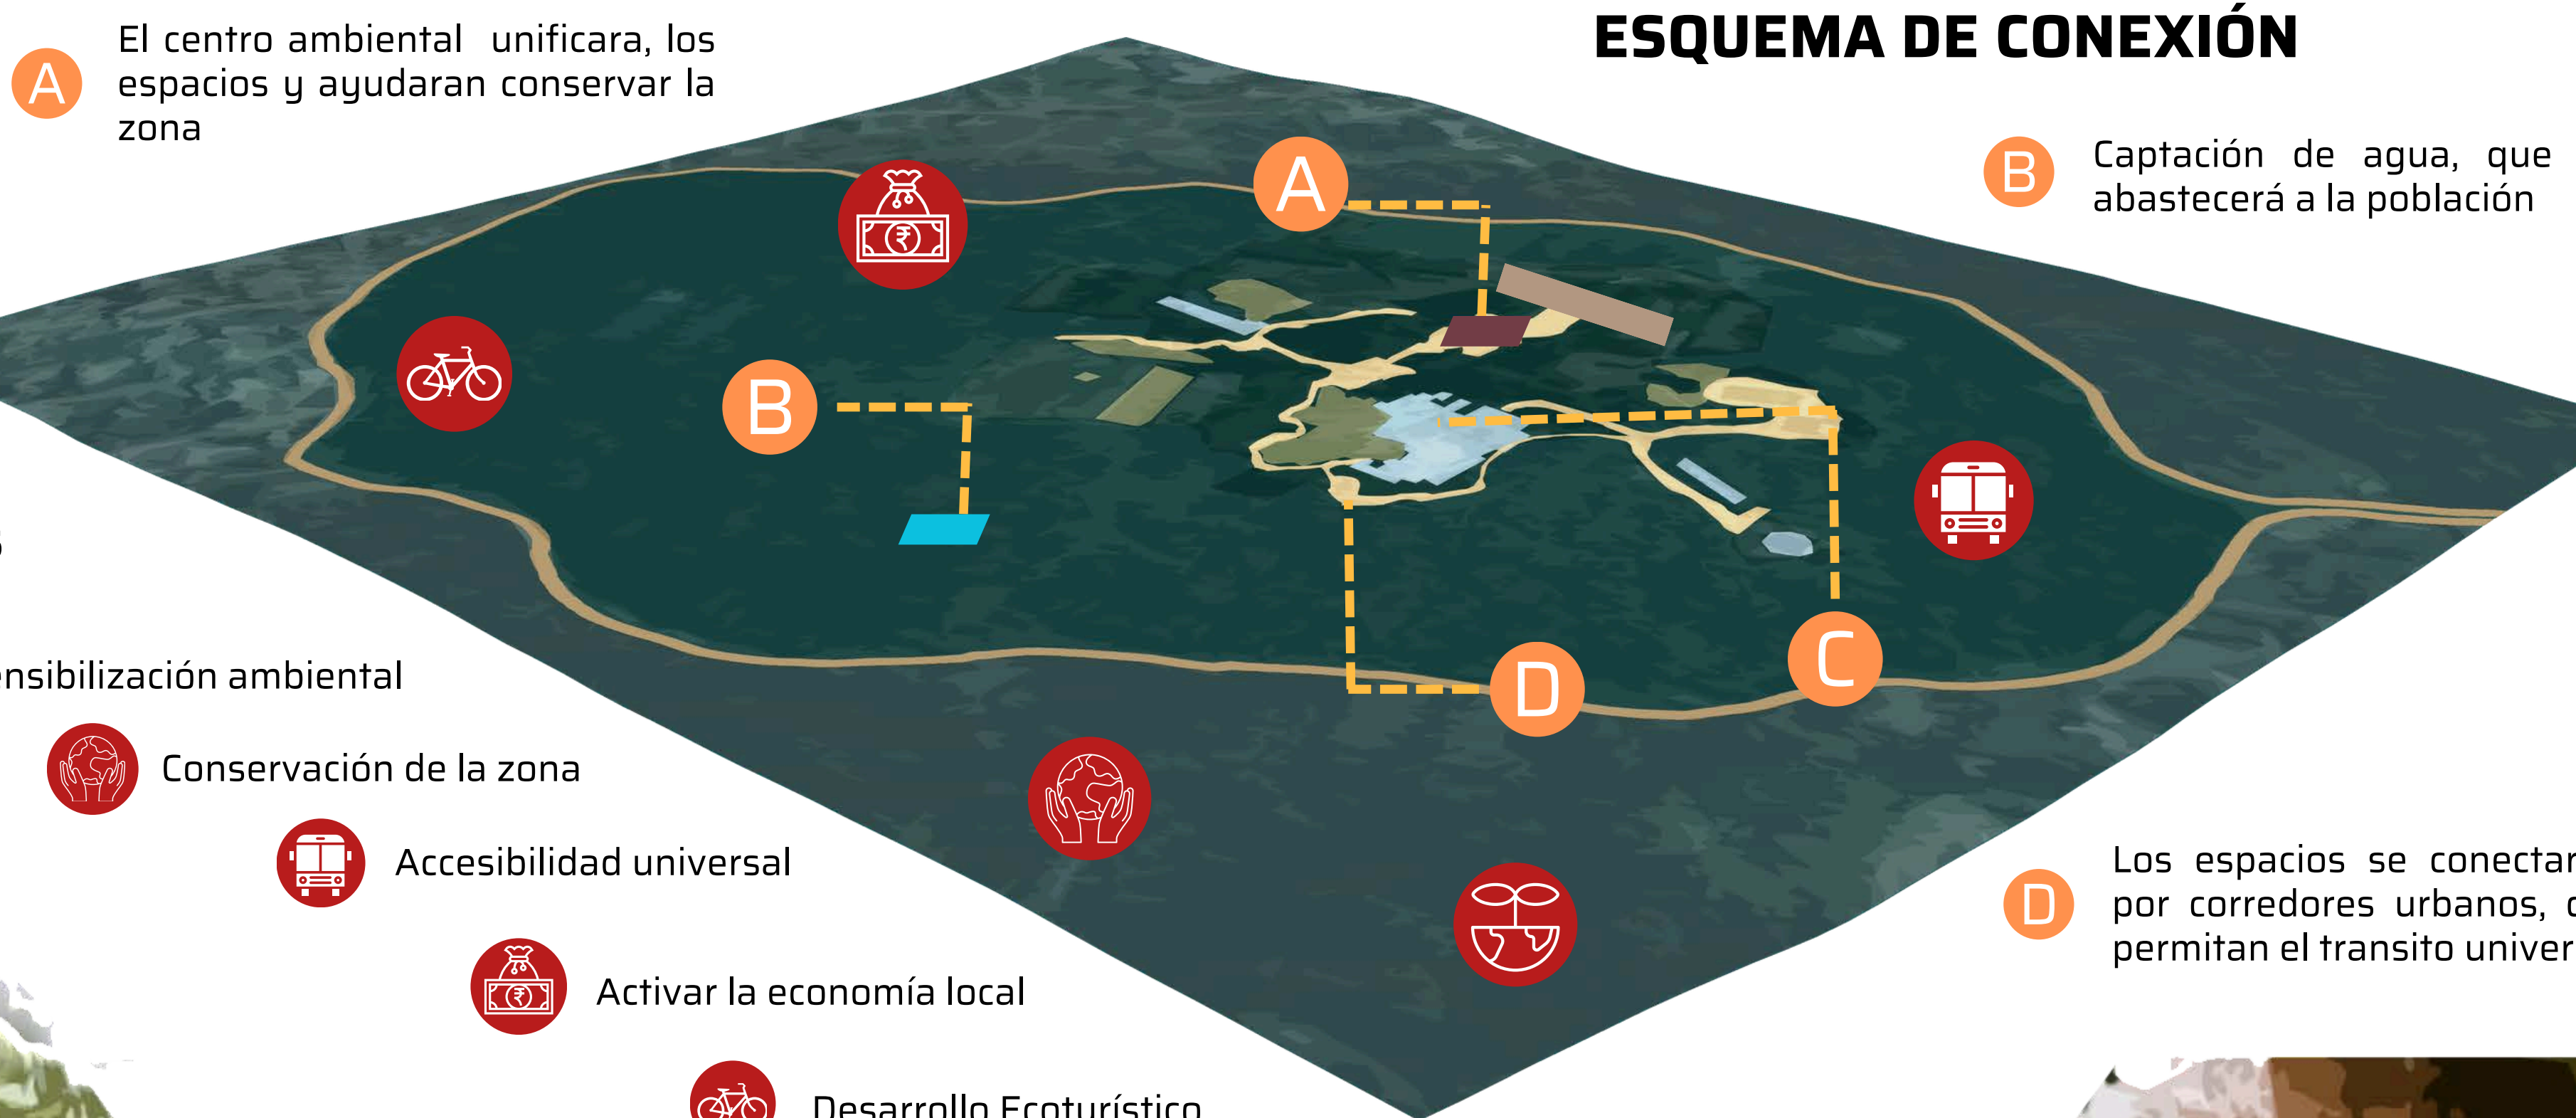 ESQUEMA DE CONEXIÓN
A
El centro ambiental unificara, los
espacios y ayudaran conservar la
zona
B
Captación de agua, que
abastecerá a la población
A
B
C
D
ensibilización ambiental
Conservación de la zona
Accesibilidad universal
Activar la economía local
Desarrollo Ecoturístico
D
Los espacios se conectar
por corredores urbanos,
permitan el transito univer